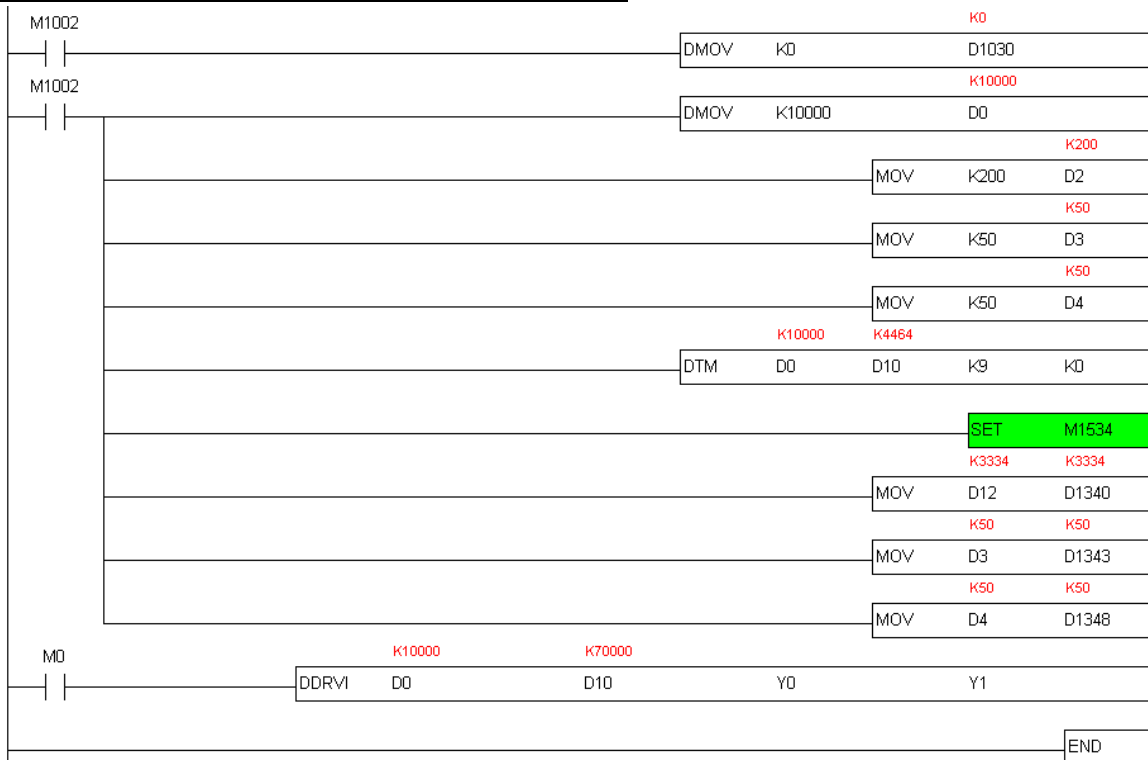 M1002
K0
DMOV K0 D1030
M1002
K10000
DMOV K10000 D0
K200
MOV K200 D2
K50
MOV K50 D3
K50
MOV K50 D4
K10000 K4464
DTM D0 D10 K9 K0
SET M1534
K3334 K3334
MOV D12 D1340
K50 K50
MOV D3 D1343
K50 K50
MOV D4 D1348
M0
K10000 K70000
DDRVI D0 D10 Y0 Y1
END